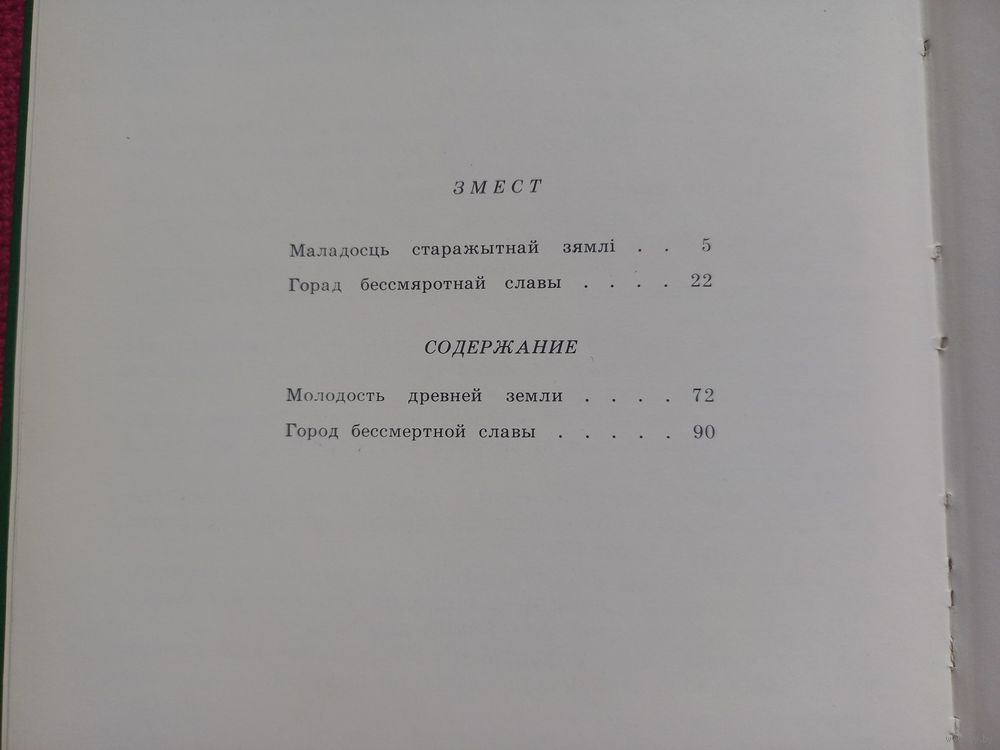 ЗМЕСТ
Маладосць старажытнай зямлі . . 5
Горад бессмяротнай славы . . . . 22
СОДЕРЖАНИЕ
Молодость древней земли . . . . 72
Город бессмертной славы . . . . . 90